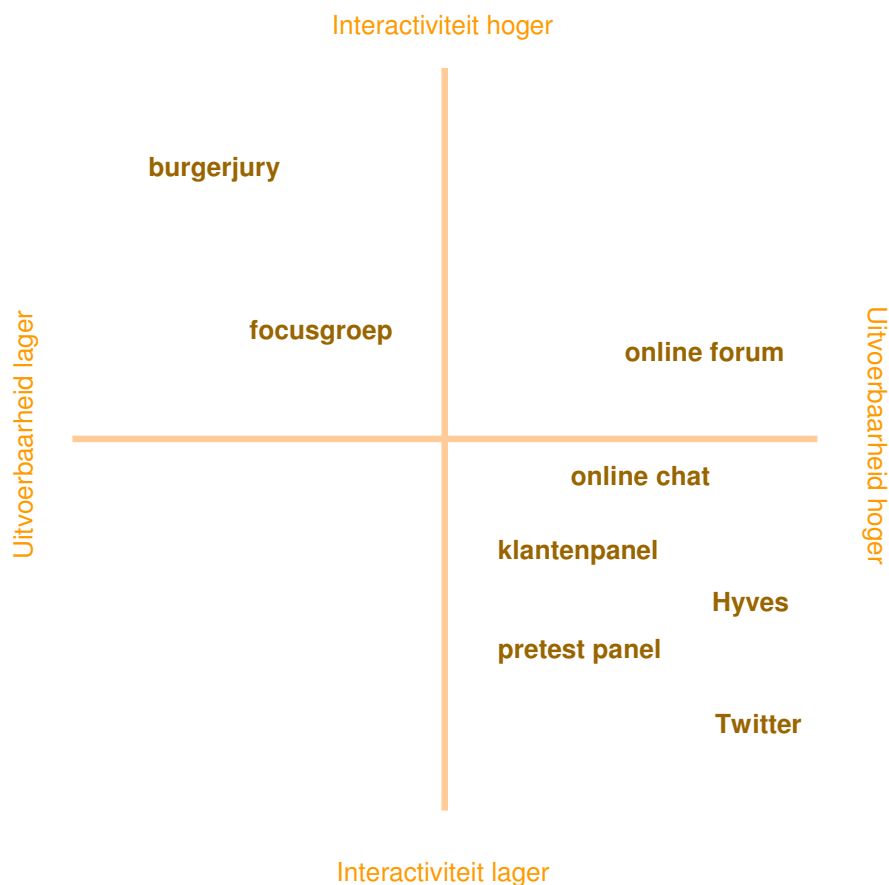 Interactiviteit hoger
burgerjury
focusgroep
online forum
Uitvoerbaarheid lager
Uitvoerbaarheid hoger
online chat
klantenpanel
Hyves
pretest panel
Twitter
Interactiviteit lager